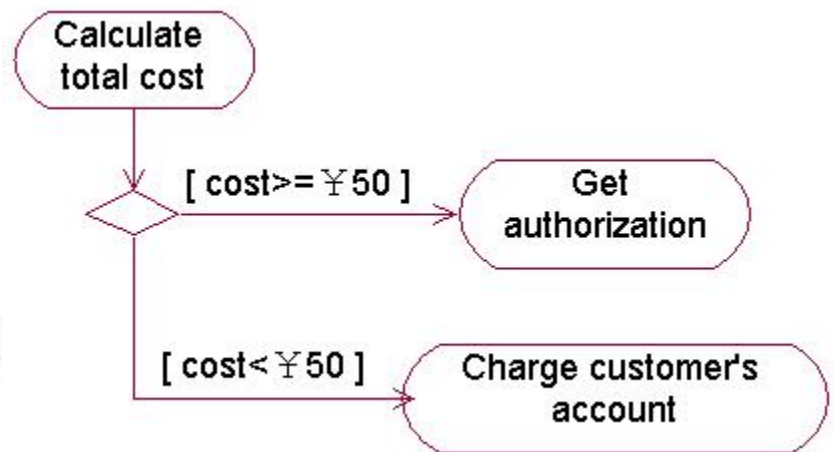 Calculate
total cost
[ cost>=￥50 ]
Get
authorization
[ cost<￥50 ]
Charge customer's
account